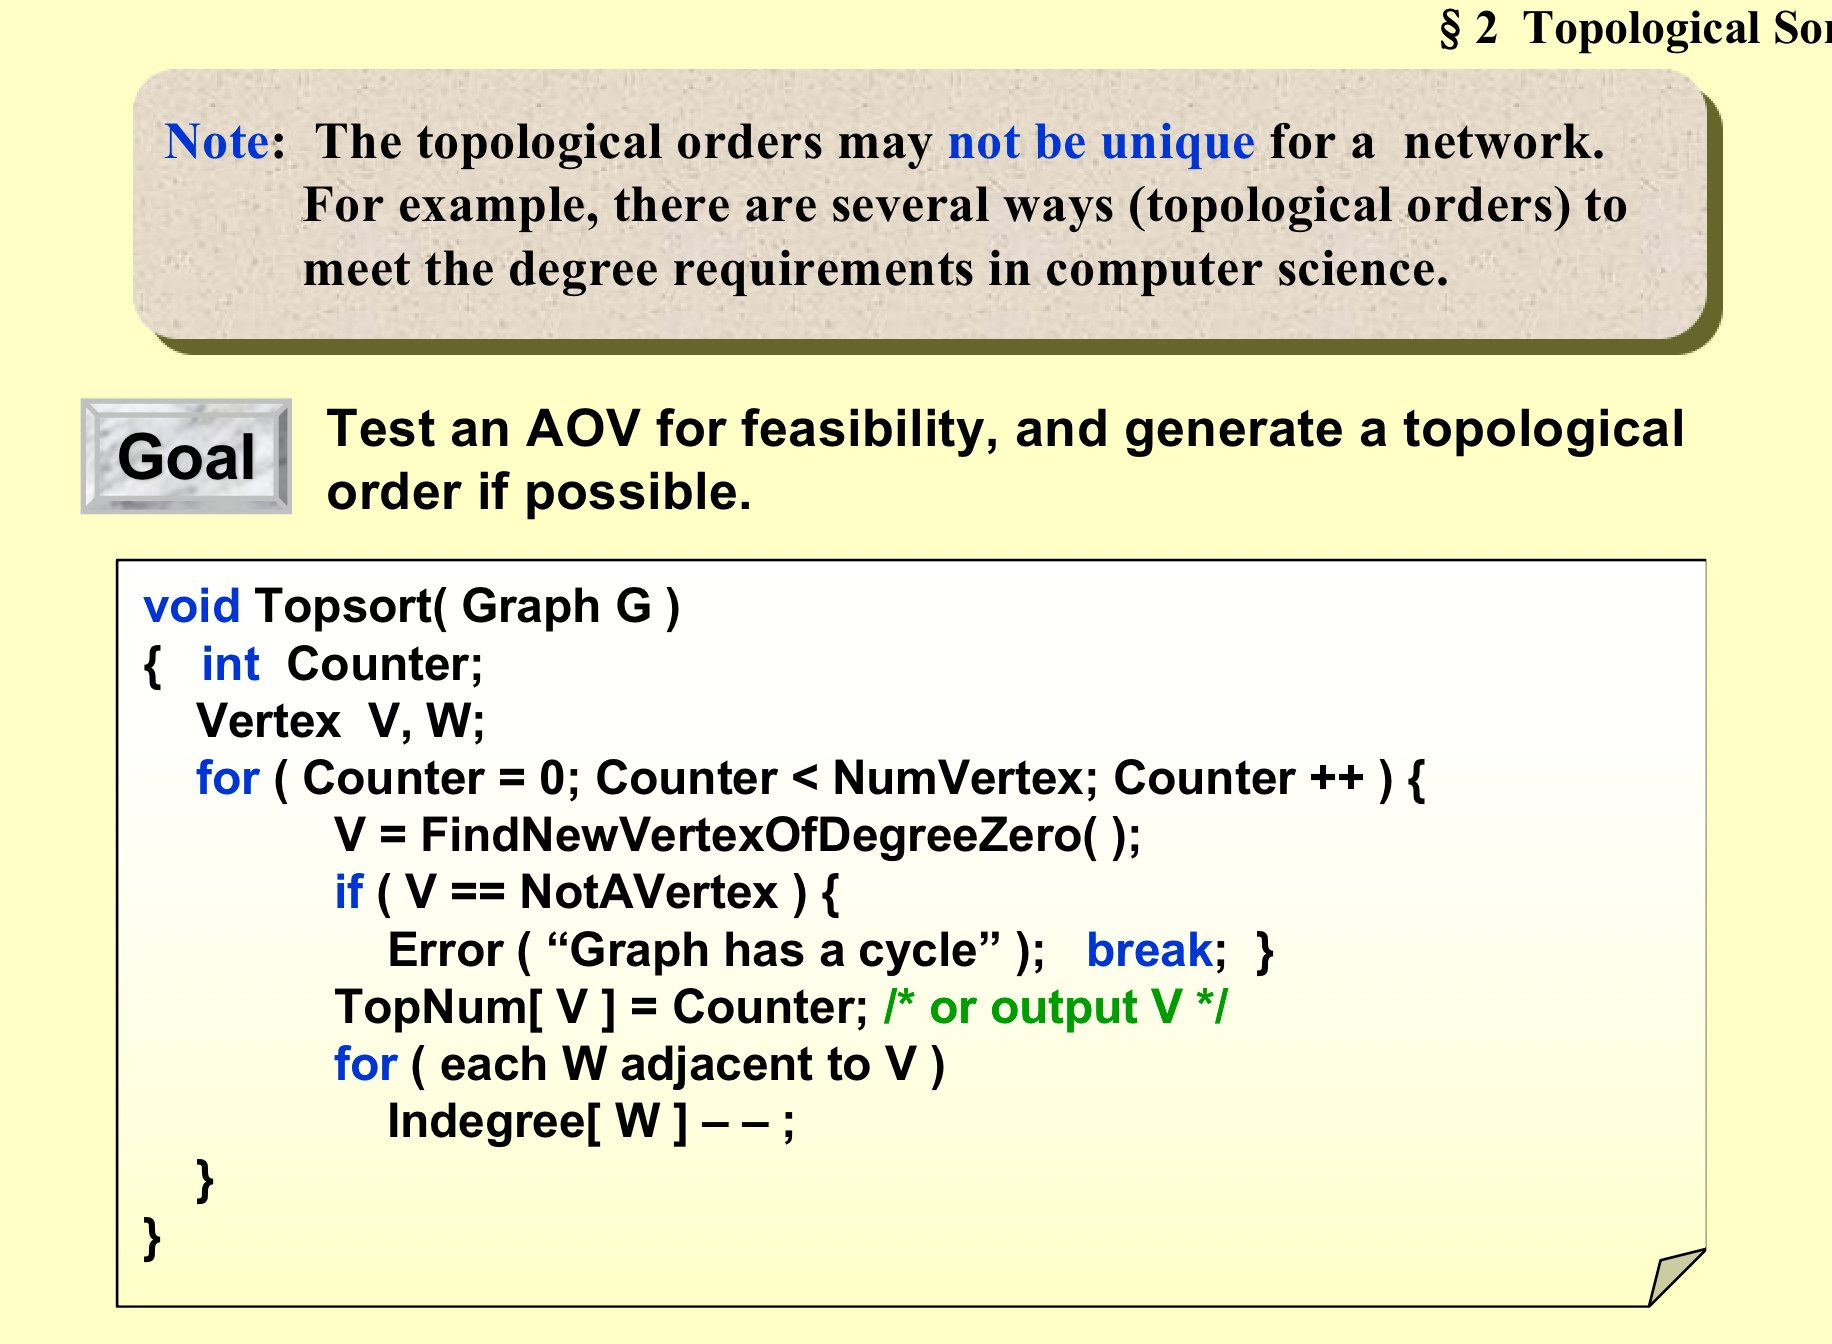 § 2 Topological Sor
Note: The topological orders may not be unique for a network.
For example, there are several ways (topological orders) to
meet the degree requirements in computer science.
Goal
Test an AOV for feasibility, and generate a topological
order if possible.
void Topsort( Graph G )
{ int Counter;
Vertex V, W;
for ( Counter = 0; Counter < NumVertex; Counter ++ ) {
V = FindNewVertexOfDegreeZero( );
if ( V == NotAVertex ) {
Error ( “Graph has a cycle” ); break; }
TopNum[ V ] = Counter; /* or output V */
for ( each W adjacent to V )
Indegree[ W ] – – ;
}
}